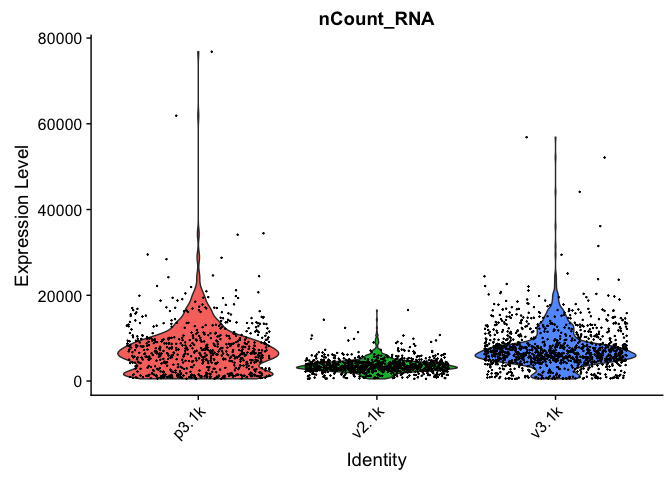 nCount_RNA
Expression Level
80000
60000
40000
20000
0
p3.1k
v2.1k
v3.1k
Identity